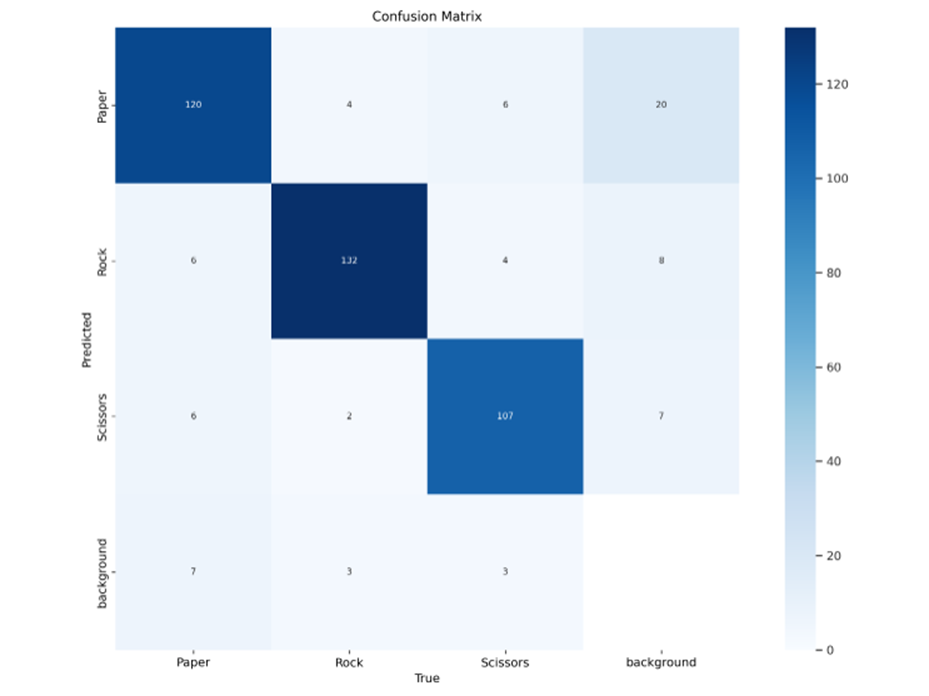 Confusion Matrix
Paper
120
4
6
20
Rock
6
132
4
8
Scissors
6
2
107
7
background
7
3
3
Predicted
Paper
Rock
Scissors
background
True
120
100
80
60
40
20
0